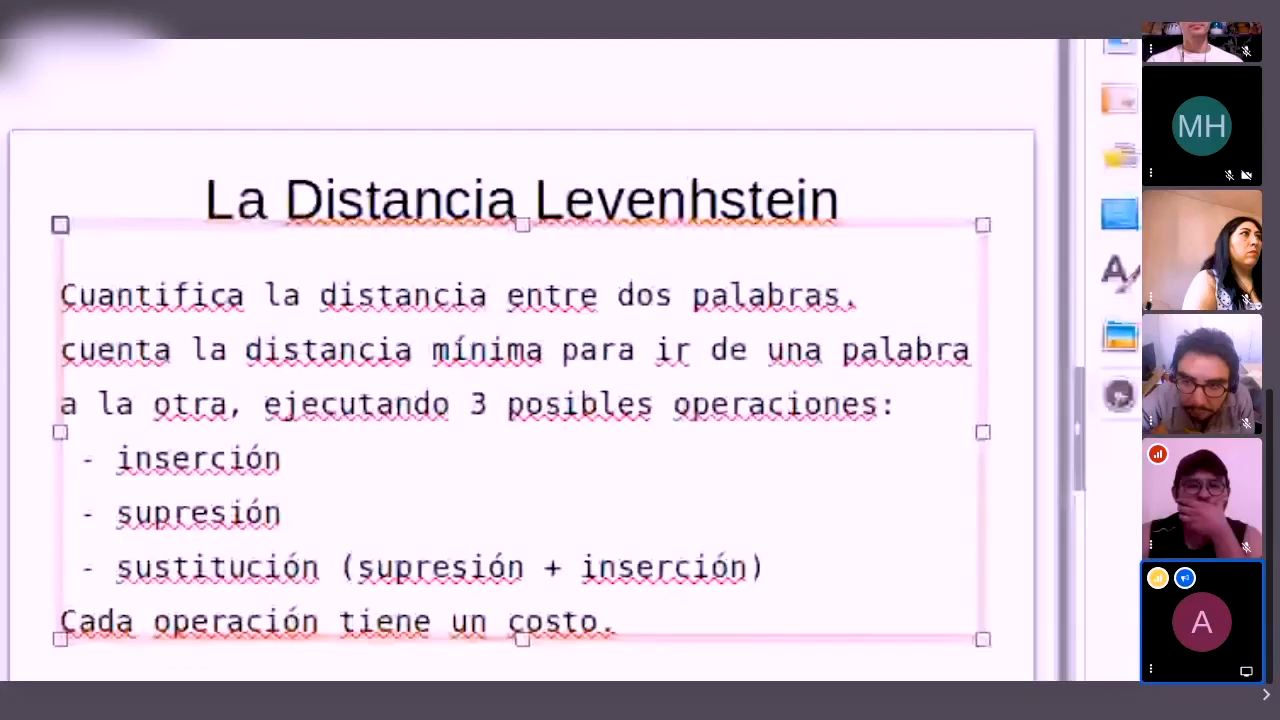 La Distancia Levenhstein
Cuantifica la distancia entre dos palabras.
cuenta la distancia mínima para ir de una palabra
a la otra, ejecutando 3 posibles operaciones:
- inserción
- supresión
- sustitución (supresión + inserción)
Cada operación tiene un costo.
MH
A